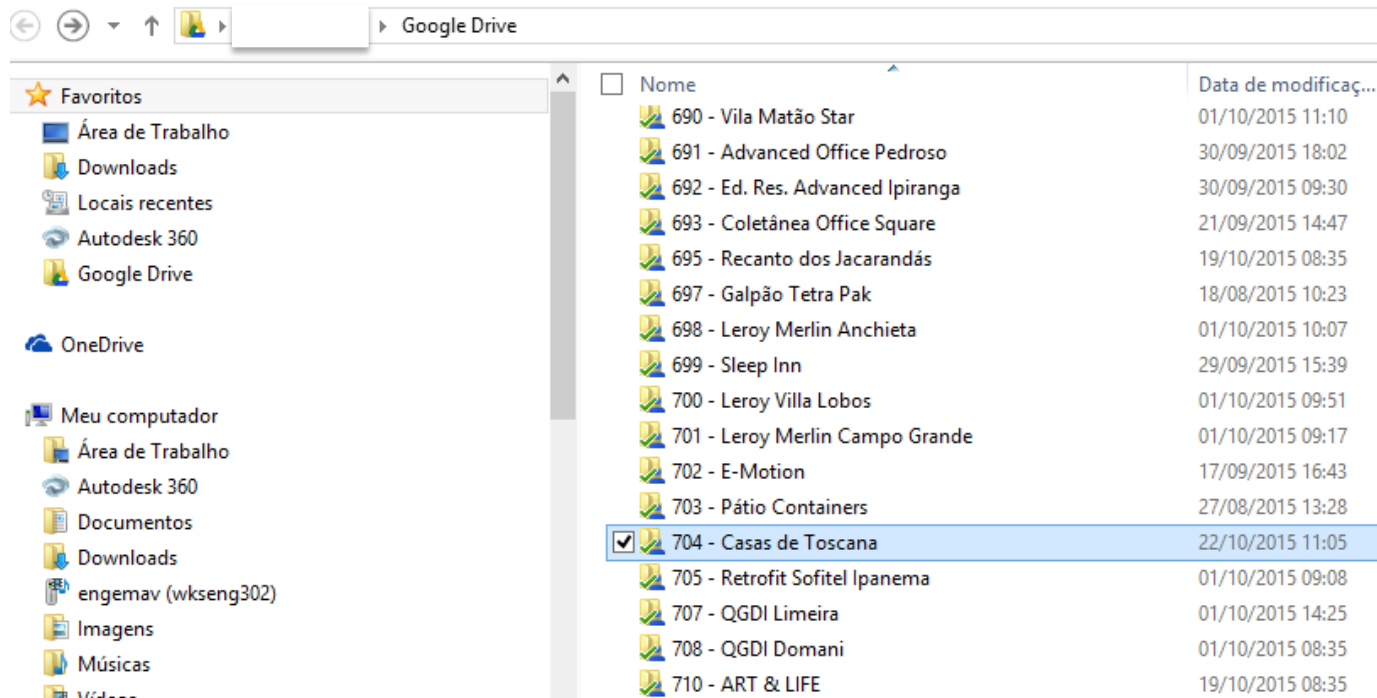 Google Drive
Favoritos
Área de Trabalho
Downloads
Locais recentes
Autodesk 360
Google Drive
OneDrive
Meu computador
Área de Trabalho
Autodesk 360
Documentos
Downloads
engemav (wkseng302)
Imagens
Músicas
Vídeos
Nome Data de modificaç...
690 - Vila Matão Star 01/10/2015 11:10
691 - Advanced Office Pedroso 30/09/2015 18:02
692 - Ed. Res. Advanced Ipiranga 30/09/2015 09:30
693 - Coletânea Office Square 21/09/2015 14:47
695 - Recanto dos Jacarandás 19/10/2015 08:35
697 - Galpão Tetra Pak 18/08/2015 10:23
698 - Leroy Merlin Anchieta 01/10/2015 10:07
699 - Sleep Inn 29/09/2015 15:39
700 - Leroy Villa Lobos 01/10/2015 09:51
701 - Leroy Merlin Campo Grande 01/10/2015 09:17
702 - E-Motion 17/09/2015 16:43
703 - Pátio Containers 27/08/2015 13:28
704 - Casas de Toscana 22/10/2015 11:05
705 - Retrofit Sofitel Ipanema 01/10/2015 09:08
707 - QGDI Limeira 01/10/2015 14:25
708 - QGDI Domani 01/10/2015 08:35
710 - ART & LIFE 19/10/2015 08:35